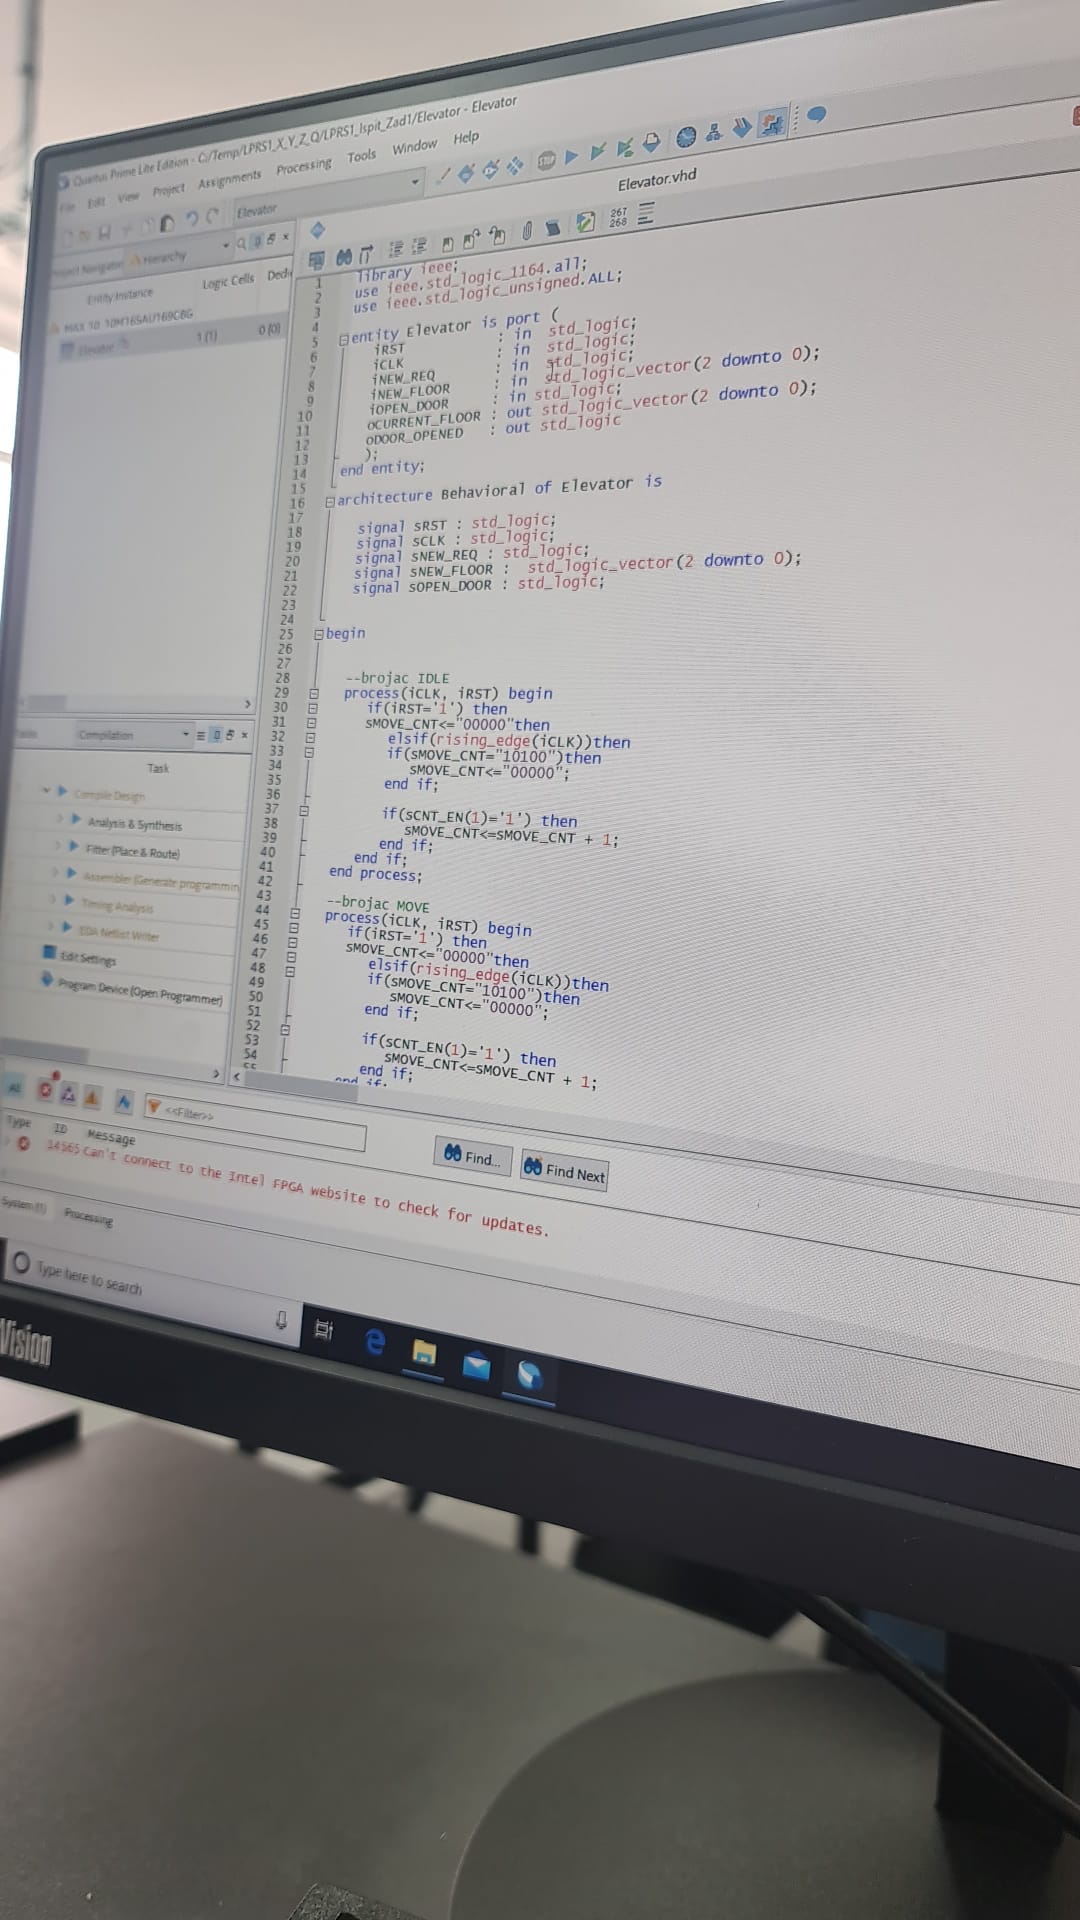 Quartus Prime Lite Edition - C:/Temp/LPRS1_X_Y_Z_Q/LPRS1_Ispit_Zad1/Elevator - Elevator
File Edit View Project Assignments Processing Tools Window Help
Elevator
Elevator.vhd
Project Navigator Hierarchy
Entity:Instance Logic Cells
MAX 10: 10M16SAU169C8G
Elevator 1 (1) 0 (0)
267
268
1 library ieee;
2 use ieee.std_logic_1164.all;
3 use ieee.std_logic_unsigned.ALL;
4
5 entity Elevator is port (
6 iRST : in std_logic;
7 iCLK : in std_logic;
8 iNEW_REQ : in std_logic;
9 iNEW_FLOOR : in std_logic_vector(2 downto 0);
10 iOPEN_DOOR : in std_logic;
11 oCURRENT_FLOOR : out std_logic_vector(2 downto 0);
12 oDOOR_OPENED : out std_logic
13 );
14 end entity;
15
16 architecture Behavioral of Elevator is
17
18 signal sRST : std_logic;
19 signal sCLK : std_logic;
20 signal sNEW_REQ : std_logic;
21 signal sNEW_FLOOR : std_logic_vector(2 downto 0);
22 signal sOPEN_DOOR : std_logic;
23
24
25 begin
26
27
28 --brojac IDLE
29 process(iCLK, iRST) begin
30 if(iRST='1') then
31 sMOVE_CNT<="00000"then
32 elsif(rising_edge(iCLK))then
33 if(sMOVE_CNT="10100")then
34 sMOVE_CNT<="00000";
35 end if;
36
37 if(sCNT_EN(1)='1') then
38 sMOVE_CNT<=sMOVE_CNT + 1;
39 end if;
40 end if;
41 end process;
42
43 --brojac MOVE
44 process(iCLK, iRST) begin
45 if(iRST='1') then
46 sMOVE_CNT<="00000"then
47 elsif(rising_edge(iCLK))then
48 if(sMOVE_CNT="10100")then
49 sMOVE_CNT<="00000";
50 end if;
51
52 if(sCNT_EN(1)='1') then
53 sMOVE_CNT<=sMOVE_CNT + 1;
54 end if;
55 end if;
Compilation
Task
Compile Design
Analysis & Synthesis
Fitter (Place & Route)
Assembler (Generate programmin
Timing Analysis
EDA Netlist Writer
Edit Settings
Program Device (Open Programmer)
All <<Filter>>
Find... Find Next
Type ID Message
14565 Can't connect to the Intel FPGA website to check for updates.
System (1) Processing
Type here to search
Vision